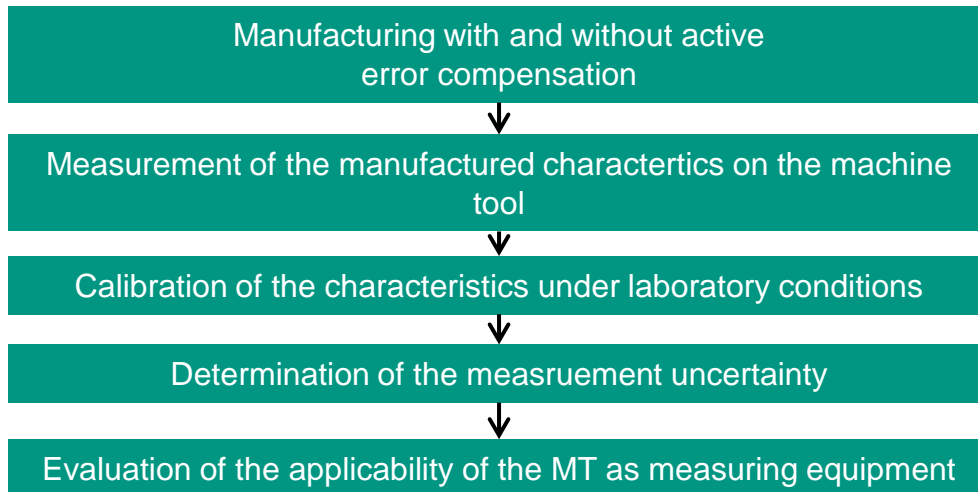 Manufacturing with and without active
error compensation
Measurement of the manufactured charactertics on the machine
tool
Calibration of the characteristics under laboratory conditions
Determination of the measruement uncertainty
Evaluation of the applicability of the MT as measuring equipment